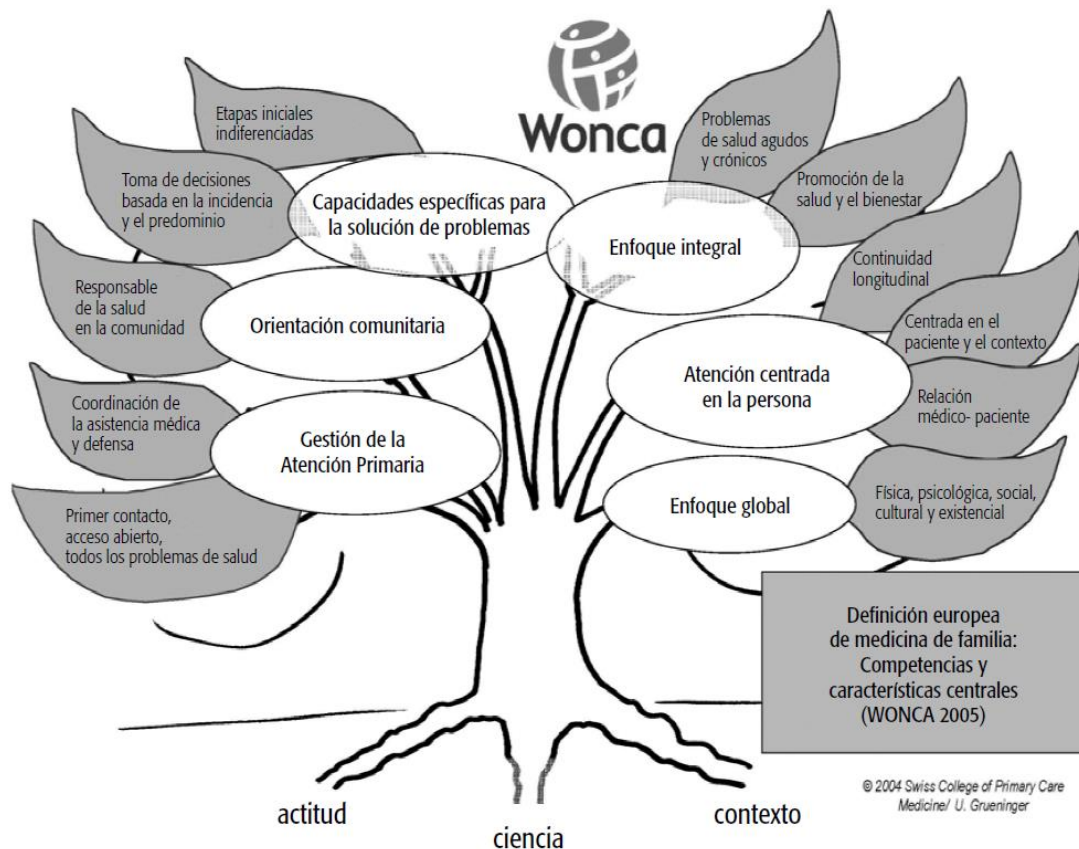 Wonca
Etapas iniciales
indiferenciadas
Toma de decisiones
basada en la incidencia
y el predominio
Responsable
de la salud
en la comunidad
Coordinación de
la asistencia médica
y defensa
Primer contacto,
acceso abierto,
todos los problemas de salud
Capacidades específicas para
la solución de problemas
Orientación comunitaria
Gestión de la
Atención Primaria
Enfoque integral
Atención centrada
en la persona
Enfoque global
Problemas
de salud agudos
y crónicos
Promoción de la
salud y el bienestar
Continuidad
longitudinal
Centrada en el
paciente y el contexto
Relación
médico- paciente
Física, psicológica, social,
cultural y existencial
Definición europea
de medicina de familia:
Competencias y
características centrales
(WONCA 2005)
© 2004 Swiss College of Primary Care
Medicine/ U. Grueninger
actitud
ciencia
contexto